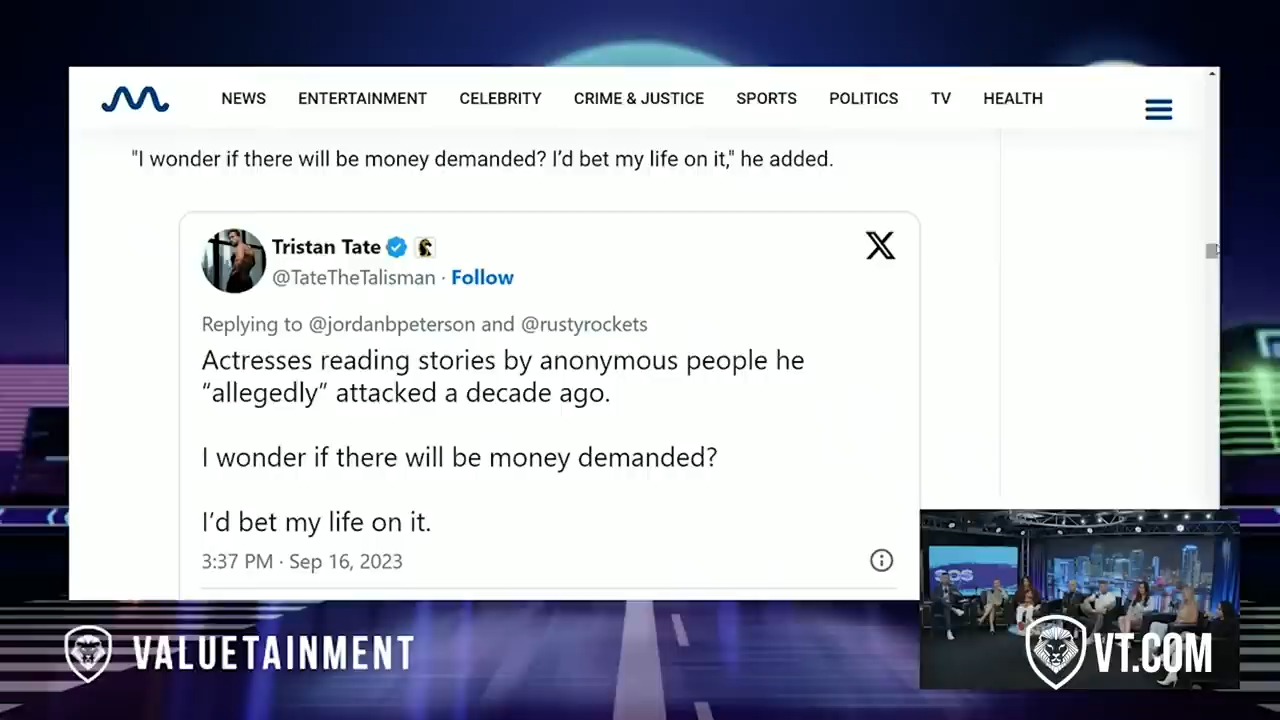 NEWS ENTERTAINMENT CELEBRITY CRIME & JUSTICE SPORTS POLITICS TV HEALTH
"I wonder if there will be money demanded? I’d bet my life on it," he added.
Tristan Tate
@TateTheTalisman · Follow
Replying to @jordanbpeterson and @rustyrockets
Actresses reading stories by anonymous people he
“allegedly” attacked a decade ago.
I wonder if there will be money demanded?
I’d bet my life on it.
3:37 PM · Sep 16, 2023
SOS
VALUETAINMENT
VT.COM